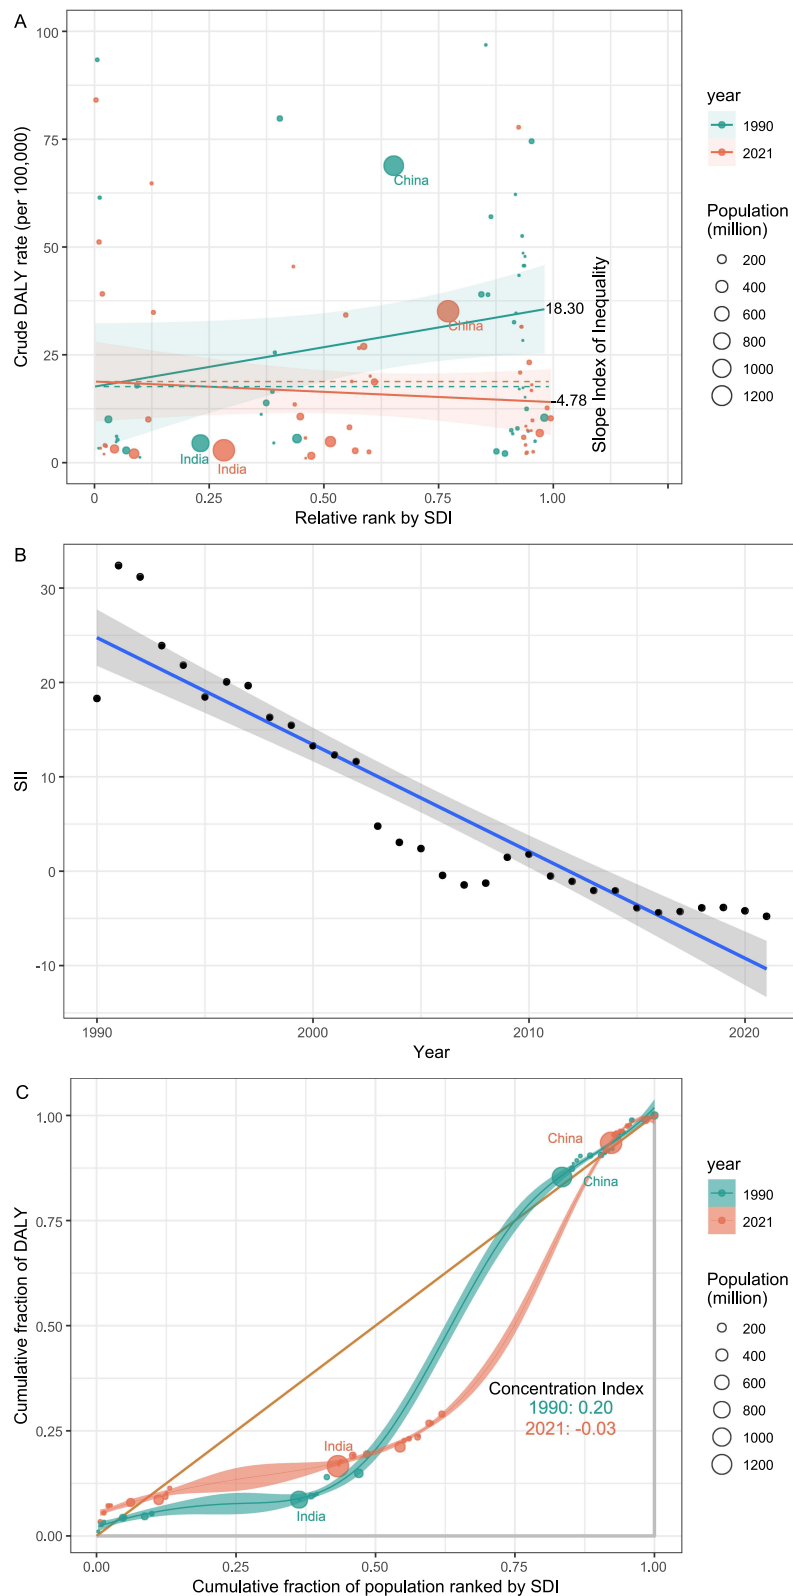 A
100
75
50
25
0
Crude DALY rate (per 100,000)
China
China
India
India
18.30
-4.78
Slope Index of Inequality
0
0.25
0.50
0.75
1.00
Relative rank by SDI
year
1990
2021
Population
(million)
200
400
600
800
1000
1200
B
30
20
10
0
-10
SII
1990
2000
2010
2020
Year
C
1.00
0.75
0.50
0.25
0.00
Cumulative fraction of DALY
China
China
Concentration Index
1990: 0.20
2021: -0.03
India
India
0.00
0.25
0.50
0.75
1.00
Cumulative fraction of population ranked by SDI
year
1990
2021
Population
(million)
200
400
600
800
1000
1200